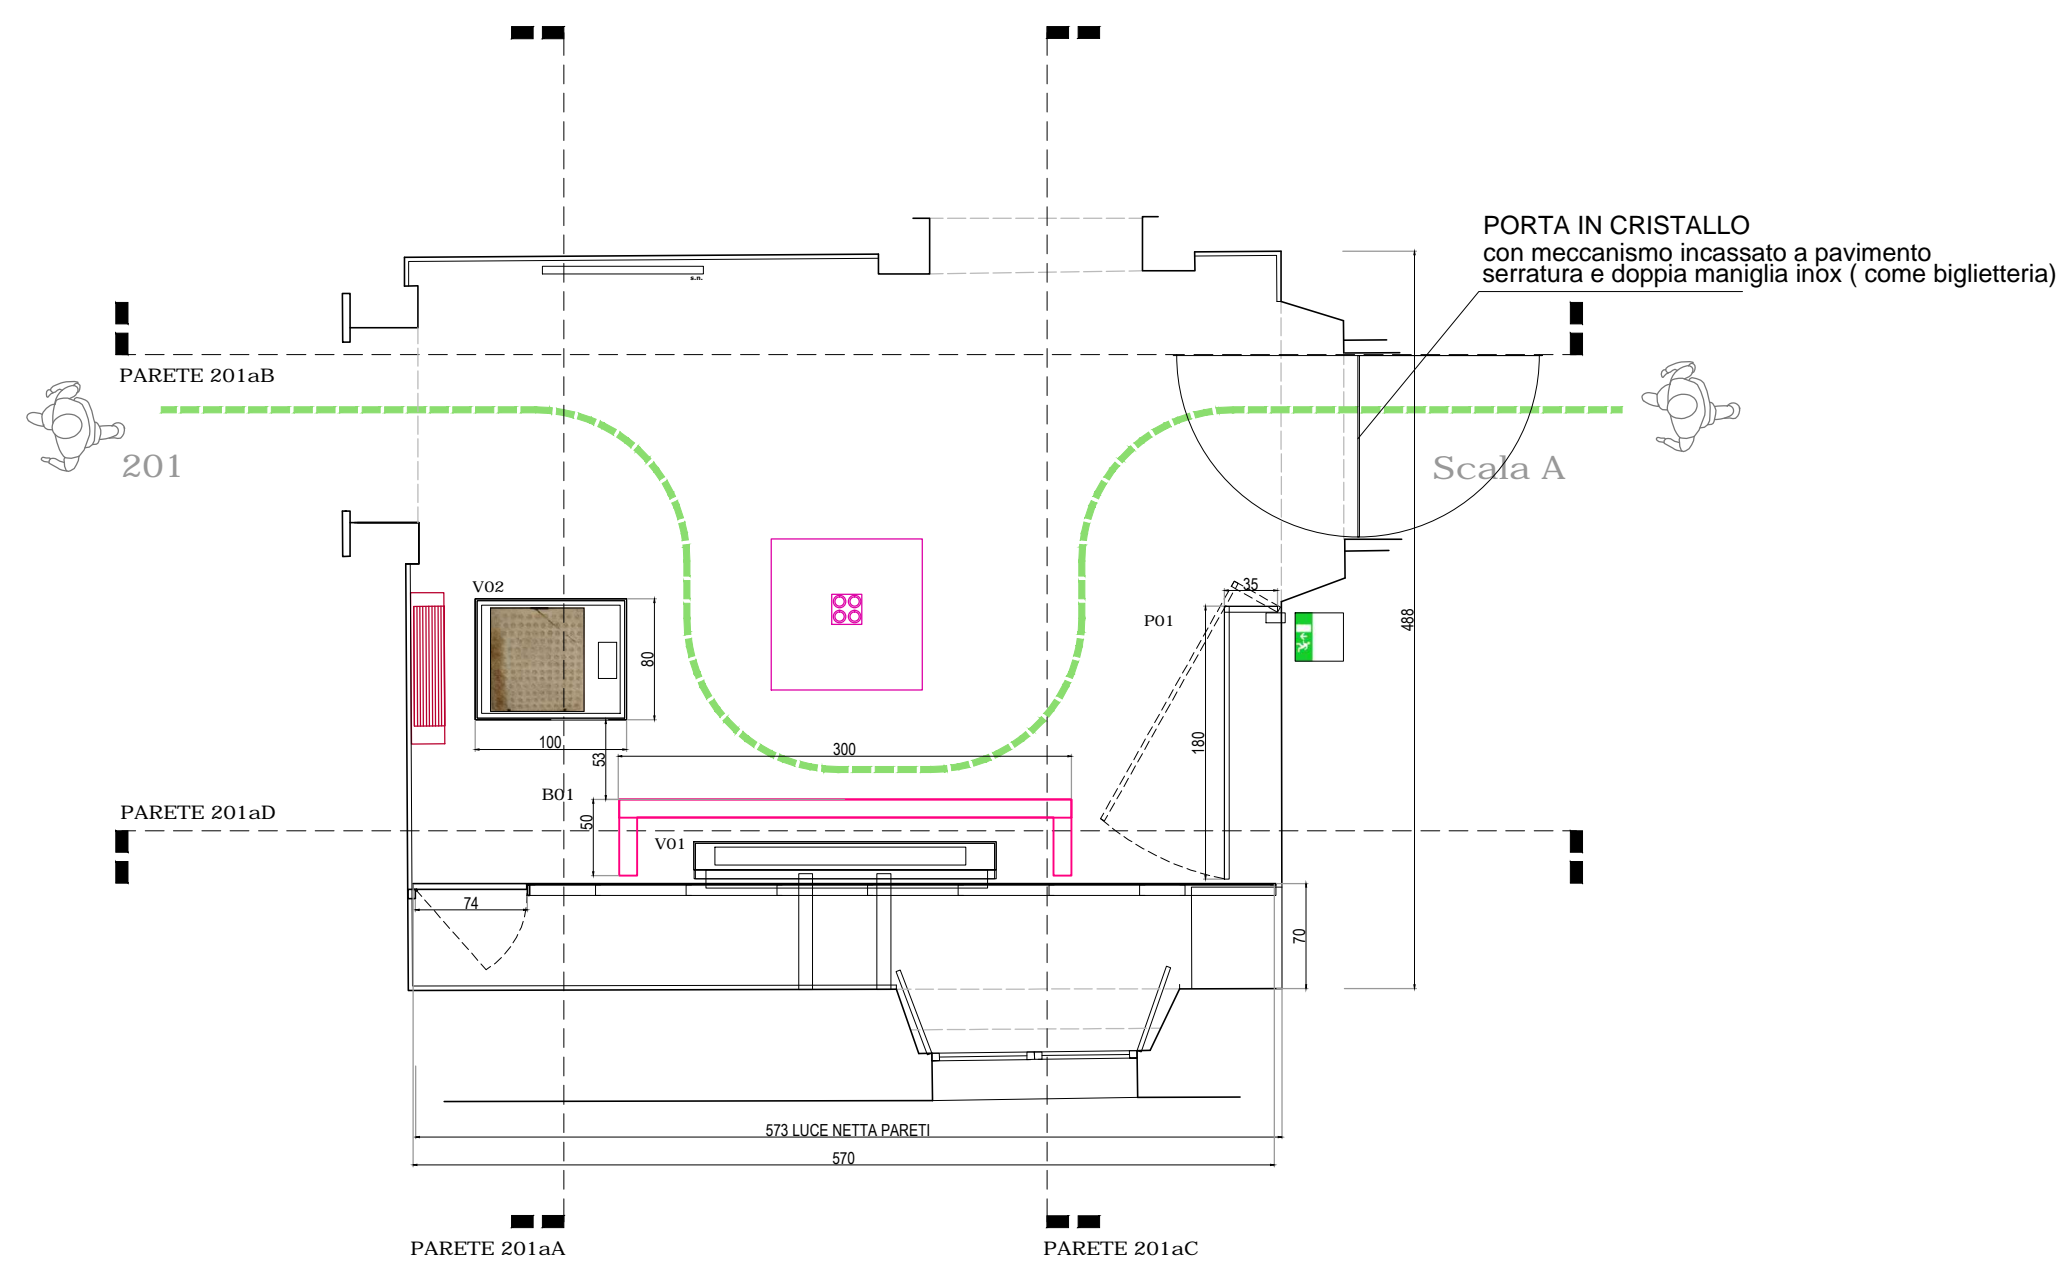 PORTA IN CRISTALLO
con meccanismo incassato a pavimento
serratura e doppia maniglia inox ( come biglietteria)
s.n.
PARETE 201aB
201
Scala A
V02
35
P01
488
80
100
53
300
180
B01
50
PARETE 201aD
V01
74
70
573 LUCE NETTA PARETI
570
PARETE 201aA
PARETE 201aC